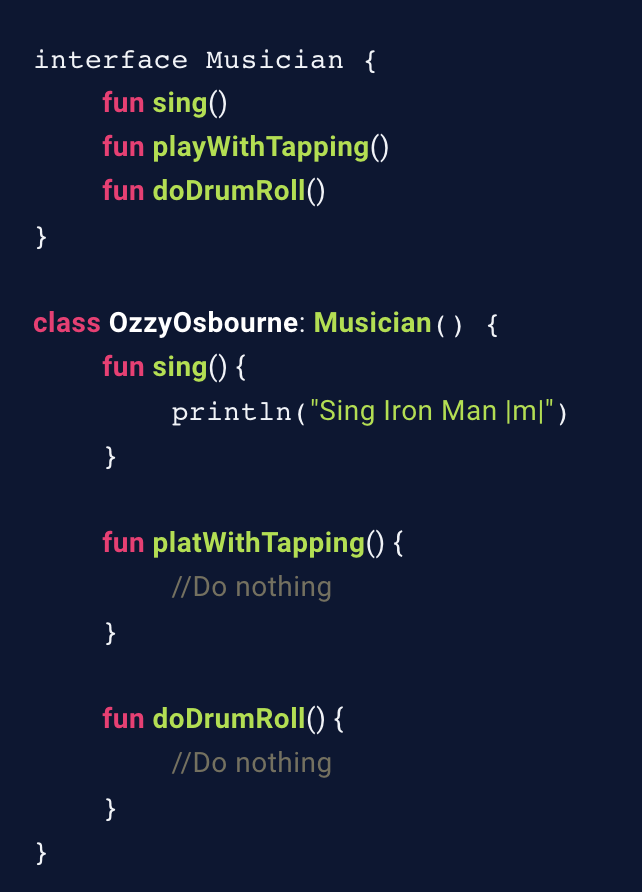 interface Musician {
fun sing()
fun playWithTapping()
fun doDrumRoll()
}
class OzzyOsbourne: Musician() {
fun sing() {
println("Sing Iron Man |m|")
}
fun platWithTapping() {
//Do nothing
}
fun doDrumRoll() {
//Do nothing
}
}